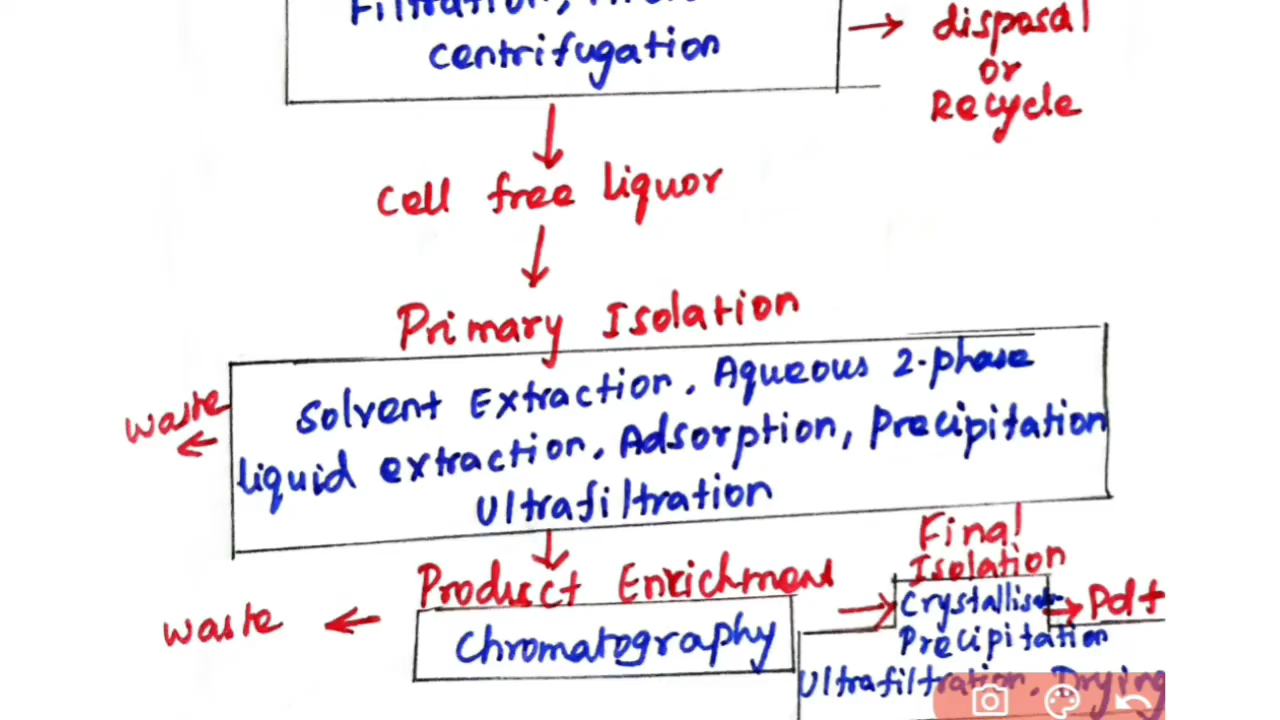 Filtration,
centrifugation
disposal
or
Recycle
Cell free liquor
Primary Isolation
waste
Solvent Extraction. Aqueous 2-phase
liquid extraction. Adsorption, Precipitation
Ultrafiltration
Product Enrichment
waste
Chromatography
Final
Isolation
Pdt
Precipitation
Ultrafiltration. Drying